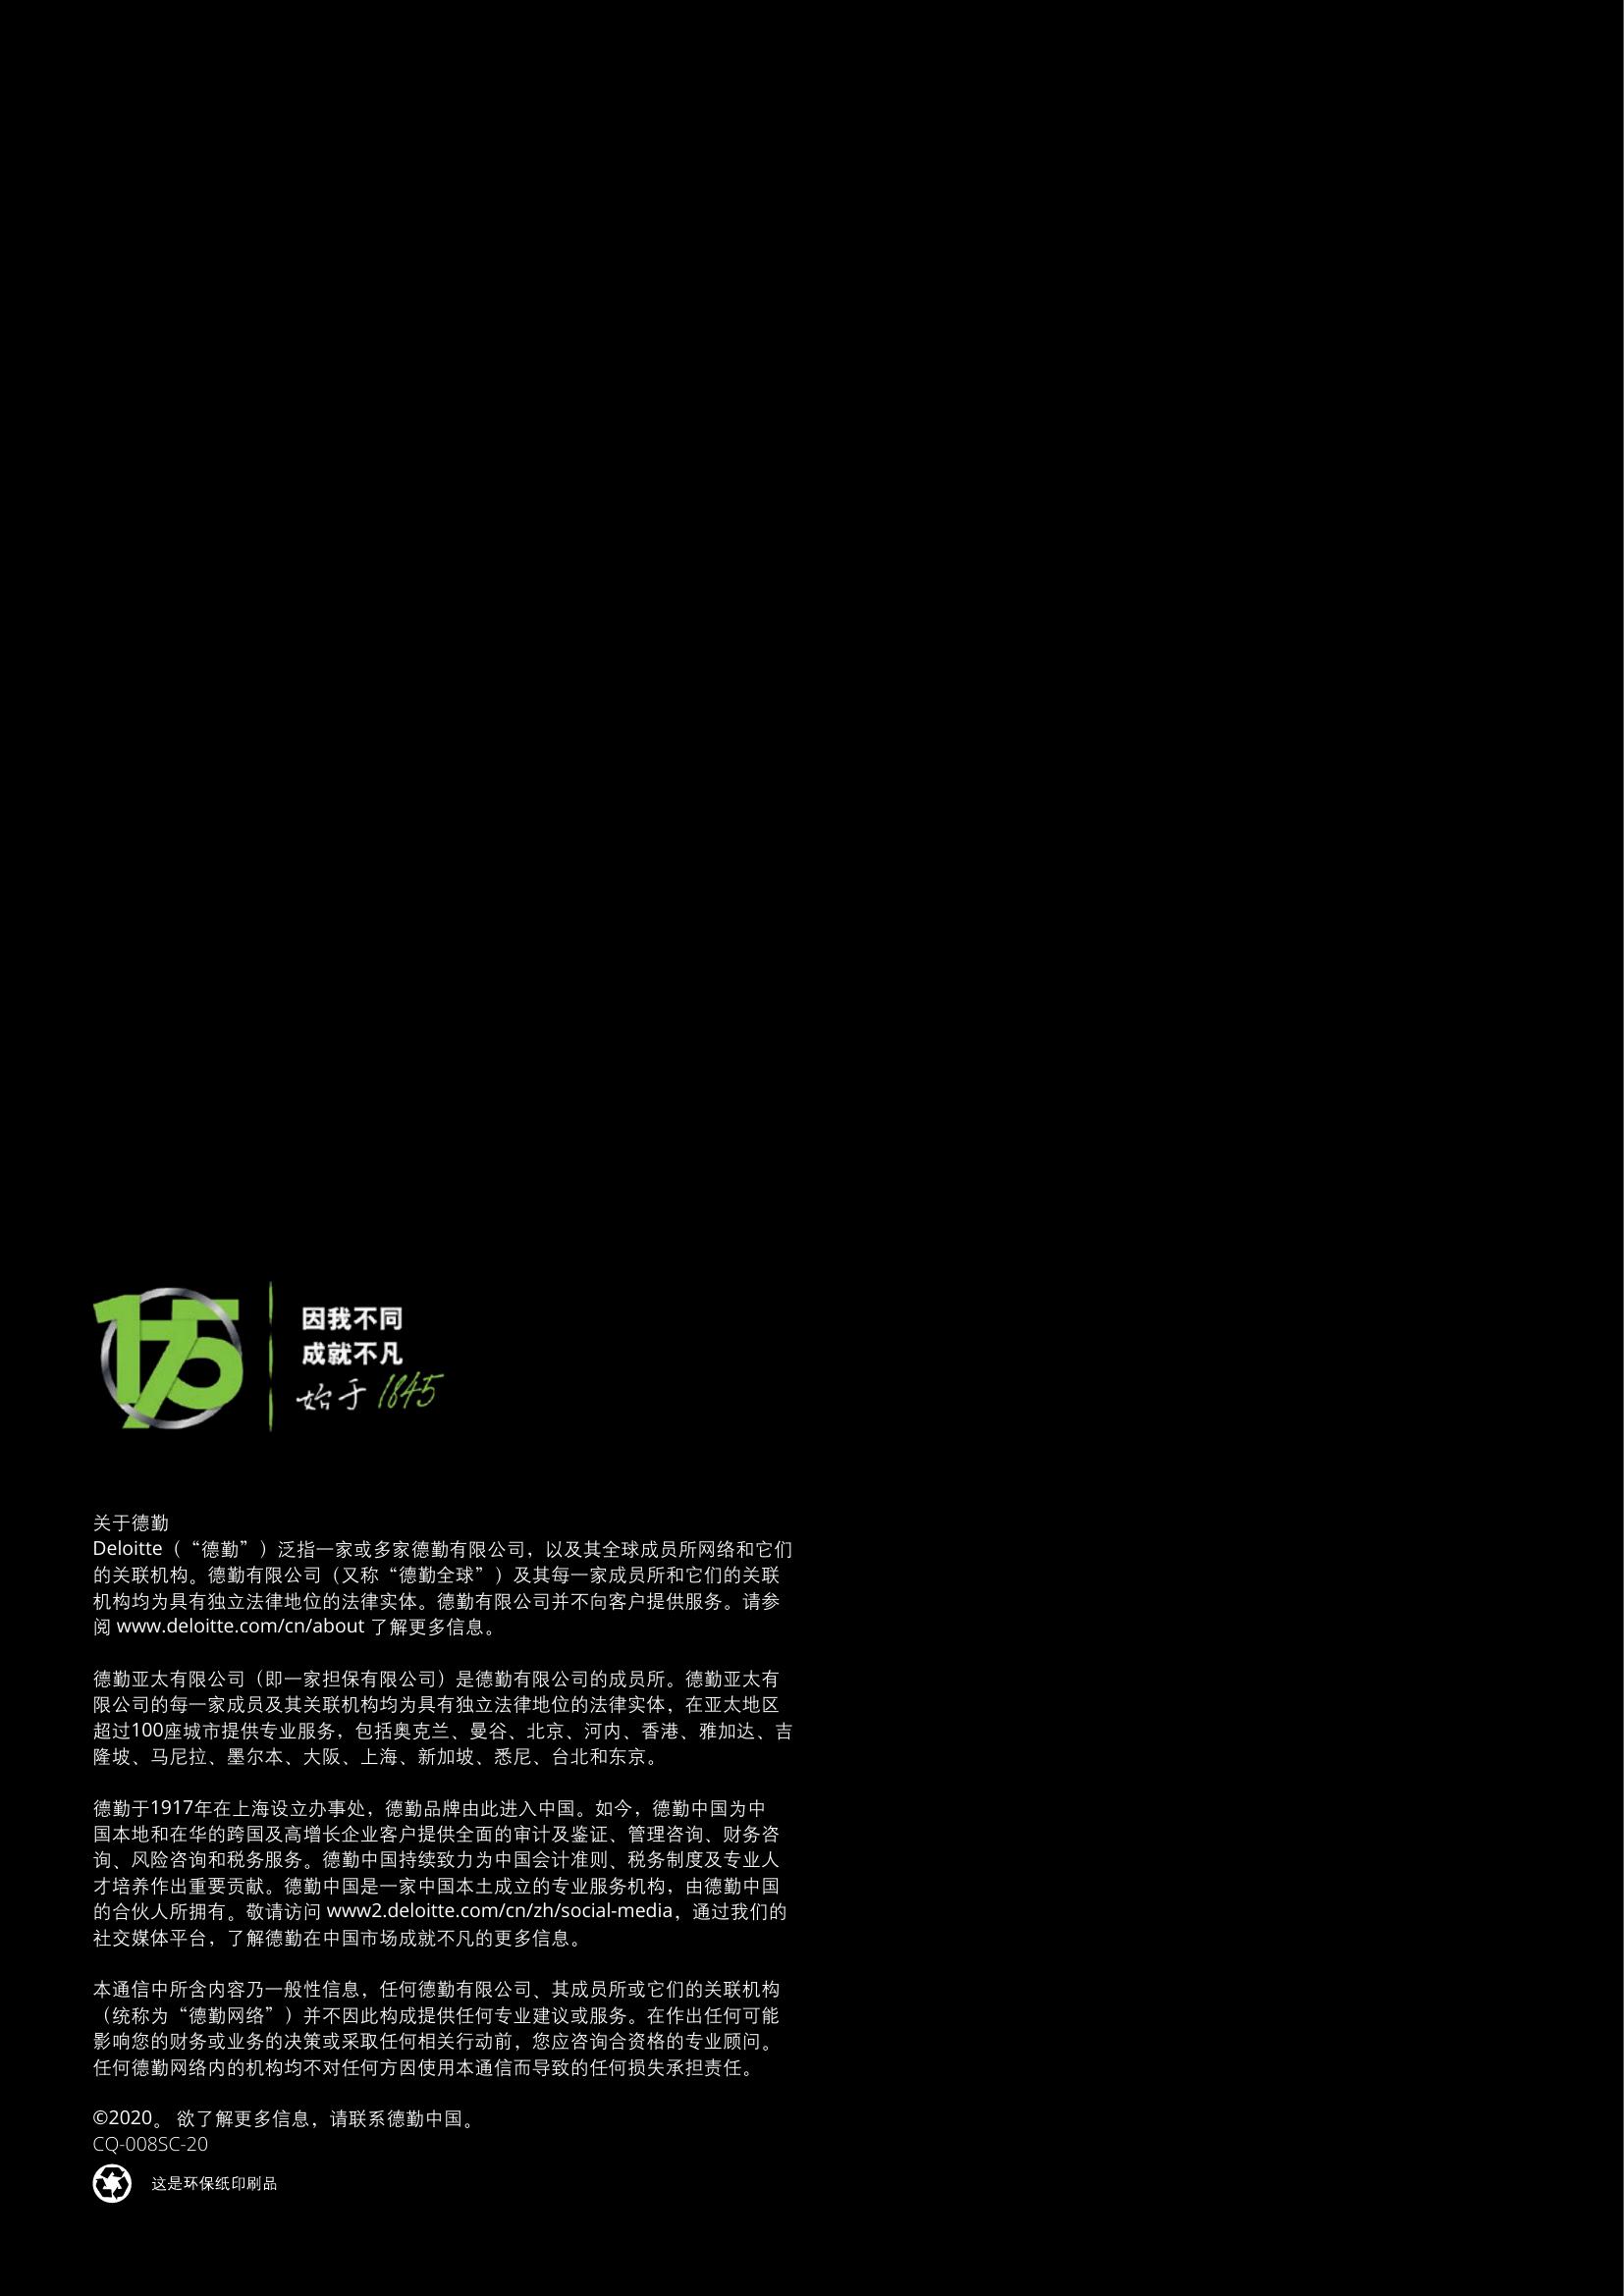 175
因我不同
成就不凡
始于 1845
关于德勤
Deloitte（“德勤”）泛指一家或多家德勤有限公司，以及其全球成员所网络和它们
的关联机构。德勤有限公司（又称“德勤全球”）及其每一家成员所和它们的关联
机构均为具有独立法律地位的法律实体。德勤有限公司并不向客户提供服务。请参
阅 www.deloitte.com/cn/about 了解更多信息。
德勤亚太有限公司（即一家担保有限公司）是德勤有限公司的成员所。德勤亚太有
限公司的每一家成员及其关联机构均为具有独立法律地位的法律实体，在亚太地区
超过100座城市提供专业服务，包括奥克兰、曼谷、北京、河内、香港、雅加达、吉
隆坡、马尼拉、墨尔本、大阪、上海、新加坡、悉尼、台北和东京。
德勤于1917年在上海设立办事处，德勤品牌由此进入中国。如今，德勤中国为中
国本地和在华的跨国及高增长企业客户提供全面的审计及鉴证、管理咨询、财务咨
询、风险咨询和税务服务。德勤中国持续致力为中国会计准则、税务制度及专业人
才培养作出重要贡献。德勤中国是一家中国本土成立的专业服务机构，由德勤中国
的合伙人所拥有。敬请访问 www2.deloitte.com/cn/zh/social-media，通过我们的
社交媒体平台，了解德勤在中国市场成就不凡的更多信息。
本通信中所含内容乃一般性信息，任何德勤有限公司、其成员所或它们的关联机构
（统称为“德勤网络”）并不因此构成提供任何专业建议或服务。在作出任何可能
影响您的财务或业务的决策或采取任何相关行动前，您应咨询合资格的专业顾问。
任何德勤网络内的机构均不对任何方因使用本通信而导致的任何损失承担责任。
©2020。 欲了解更多信息，请联系德勤中国。
CQ-008SC-20
这是环保纸印刷品